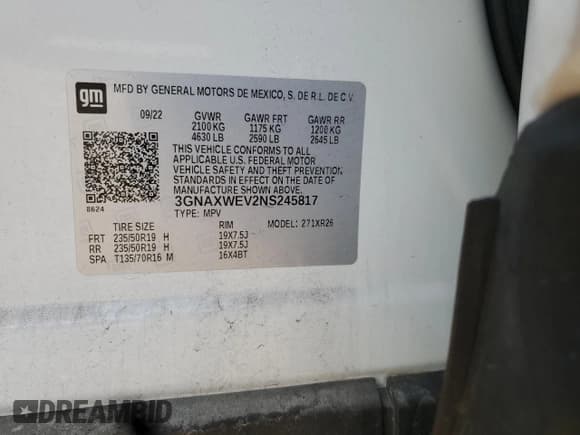 gm MFD BY GENERAL MOTORS DE MEXICO, S. DE R.L. DE C.V.
09/22 GVWR GAWR FRT GAWR RR
2100 KG 1175 KG 1200 KG
4630 LB 2590 LB 2645 LB
THIS VEHICLE CONFORMS TO ALL
APPLICABLE U.S. FEDERAL MOTOR
VEHICLE SAFETY AND THEFT PREVENTION
STANDARDS IN EFFECT ON THE DATE OF
MANUFACTURE SHOWN ABOVE.
8624 3GNAXWEV2NS245817
TYPE: MPV MODEL: 271XR26
TIRE SIZE RIM
FRT 235/50R19 H 19X7.5J
RR 235/50R19 H 19X7.5J
SPA T135/70R16 M 16X4BT
DREAMBID